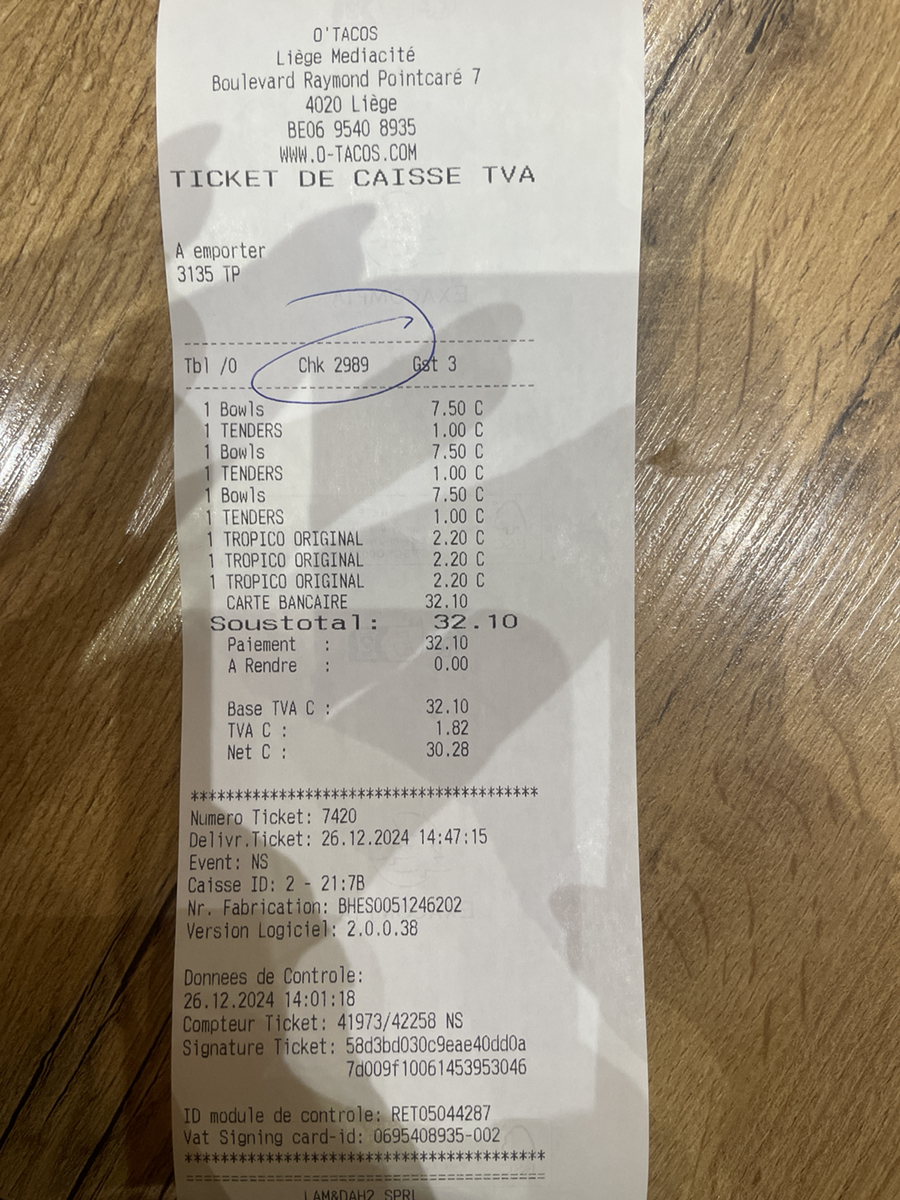 O'TACOS
Liège Mediacité
Boulevard Raymond Pointcaré 7
4020 Liège
BE06 9540 8935
WWW.O-TACOS.COM
TICKET DE CAISSE TVA
A emporter
3135 TP
Tbl /0 Chk 2989 Gst 3
1 Bowls 7.50 C
1 TENDERS 1.00 C
1 Bowls 7.50 C
1 TENDERS 1.00 C
1 Bowls 7.50 C
1 TENDERS 1.00 C
1 TROPICO ORIGINAL 2.20 C
1 TROPICO ORIGINAL 2.20 C
1 TROPICO ORIGINAL 2.20 C
CARTE BANCAIRE 32.10
Soustotal: 32.10
Paiement : 32.10
A Rendre : 0.00
Base TVA C : 32.10
TVA C : 1.82
Net C : 30.28
***************************************
Numero Ticket: 7420
Delivr.Ticket: 26.12.2024 14:47:15
Event: NS
Caisse ID: 2 - 21:7B
Nr. Fabrication: BHES0051246202
Version Logiciel: 2.0.0.38
Donnees de Controle:
26.12.2024 14:01:18
Compteur Ticket: 41973/42258 NS
Signature Ticket: 58d3bd030c9eae40dd0a
7d009f10061453953046
ID module de controle: RET05044287
Vat Signing card-id: 0695408935-002
***************************************
LAM&DAH2 SPRL